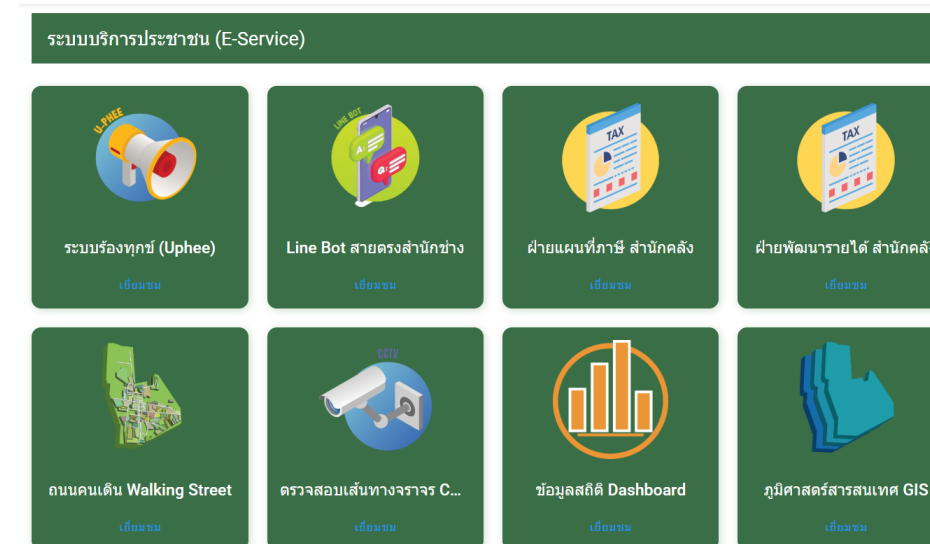 ระบบบริการประชาชน (E-Service)
U-PHEE
LINE BOT
A:
Q:
TAX
TAX
ระบบร้องทุกข์ (Uphee)
Line Bot สายตรงสำนักช่าง
ฝ่ายแผนที่ภาษี สำนักคลัง
ฝ่ายพัฒนารายได้ สำนักคลัง
เยี่ยมชม
เยี่ยมชม
เยี่ยมชม
เยี่ยมชม
CCTV
ถนนคนเดิน Walking Street
ตรวจสอบเส้นทางจราจร C...
ข้อมูลสถิติ Dashboard
ภูมิศาสตร์สารสนเทศ GIS
เยี่ยมชม
เยี่ยมชม
เยี่ยมชม
เยี่ยมชม